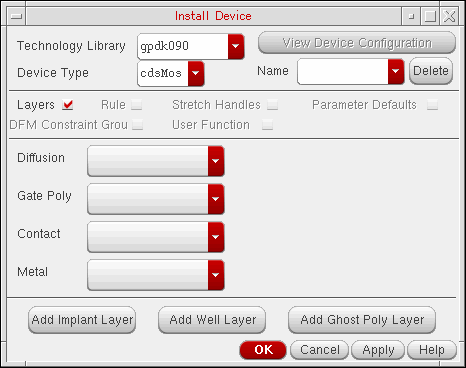 Install Device
Technology Library gpdk090 View Device Configuration
Device Type cdsMos Name Delete
Layers Rule Stretch Handles Parameter Defaults
DFM Constraint Grou User Function
Diffusion
Gate Poly
Contact
Metal
Add Implant Layer Add Well Layer Add Ghost Poly Layer
OK Cancel Apply Help